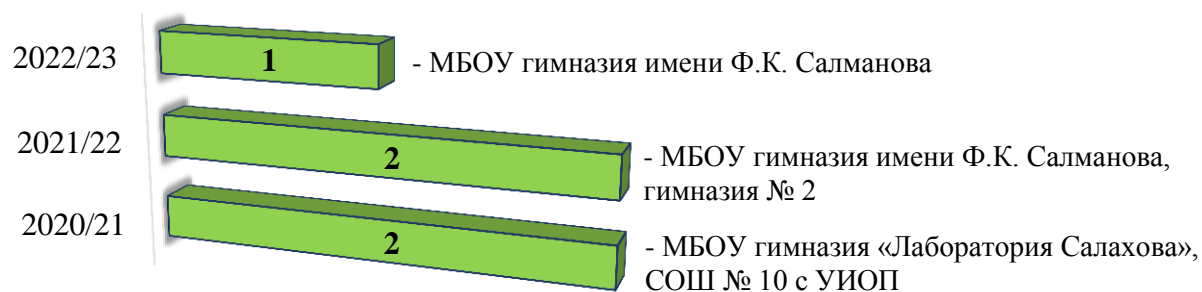 2022/23
1
- МБОУ гимназия имени Ф.К. Салманова
2021/22
2
- МБОУ гимназия имени Ф.К. Салманова,
гимназия № 2
2020/21
2
- МБОУ гимназия «Лаборатория Салахова»,
СОШ № 10 с УИОП